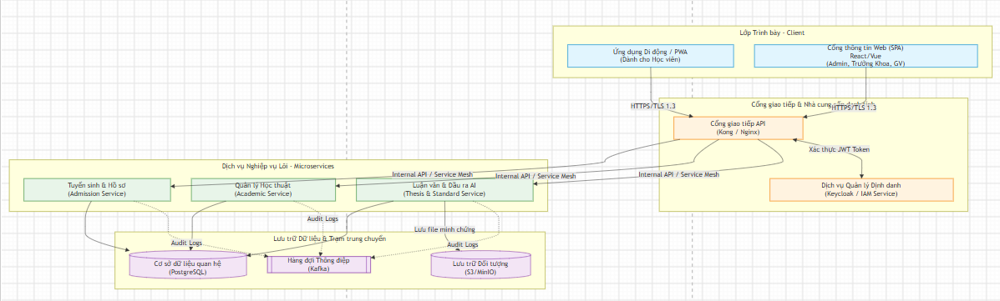 Lớp Trình bày - Client
Ứng dụng Di động / PWA
(Dành cho Học viên)
Cổng thông tin Web (SPA)
React/Vue
(Admin, Trưởng Khoa, GV)
HTTPS/TLS 1.3
HTTPS/TLS 1.3
Cổng giao tiếp & Nhà cung cấp
Cổng giao tiếp API
(Kong / Nginx)
Xác thực JWT Token
Dịch vụ Quản lý Định danh
(Keycloak / IAM Service)
Dịch vụ Nghiệp vụ Lõi - Microservices
Internal API / Service Mesh
Internal API / Service Mesh
Internal API / Service Mesh
Tuyển sinh & Hồ sơ
(Admission Service)
Quản lý Học thuật
(Academic Service)
Luận văn & Đầu ra AI
(Thesis & Standard Service)
Audit Logs
Lưu file minh chứng
Lưu trữ Dữ liệu & Trạm trung chuyển
Audit Logs
Audit Logs
Cơ sở dữ liệu quan hệ
(PostgreSQL)
Hàng đợi Thông điệp
(Kafka)
Lưu trữ Đối tượng
(S3/MinIO)